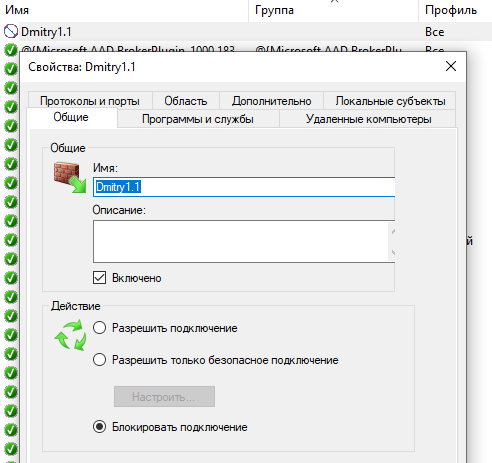 Имя Группа Профиль
Dmitry1.1 Все
@{Microsoft.AAD.BrokerPlugin_1000.183... @{Microsoft.AAD.BrokerPlu... Все
Свойства: Dmitry1.1
Протоколы и порты Область Дополнительно Локальные субъекты
Общие Программы и службы Удаленные компьютеры
Общие
Имя:
Dmitry1.1
Описание:
й
Включено
Действие
Разрешить подключение
Разрешить только безопасное подключение
Настроить...
Блокировать подключение